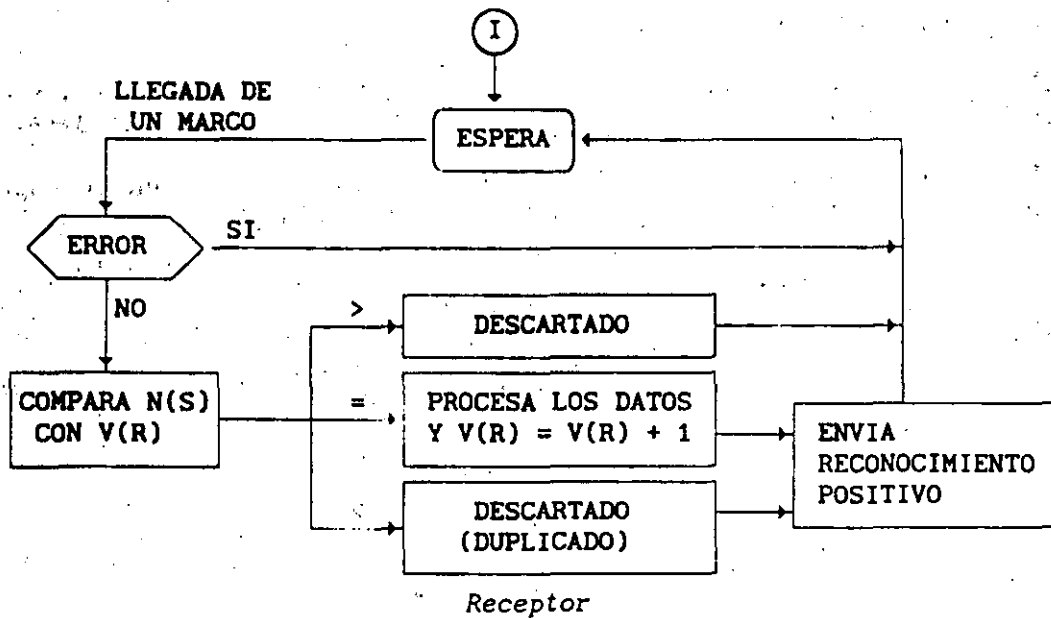 I
LLEGADA DE
UN MARCO
ESPERA
ERROR
SI
NO
>
DESCARTADO
COMPARA N(S)
CON V(R)
=
PROCESA LOS DATOS
Y V(R) = V(R) + 1
ENVIA
RECONOCIMIENTO
POSITIVO
DESCARTADO
(DUPLICADO)
Receptor